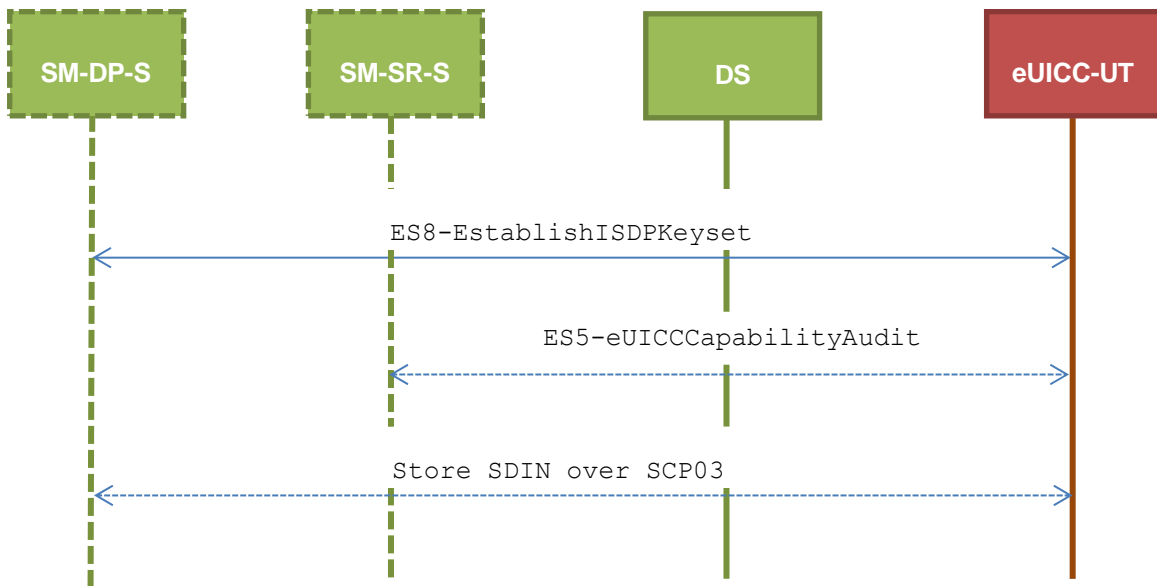 SM-DP-S
SM-SR-S
DS
eUICC-UT
ES8-EstablishISDPKeyset
ES5-eUICCCapabilityAudit
Store SDIN over SCP03